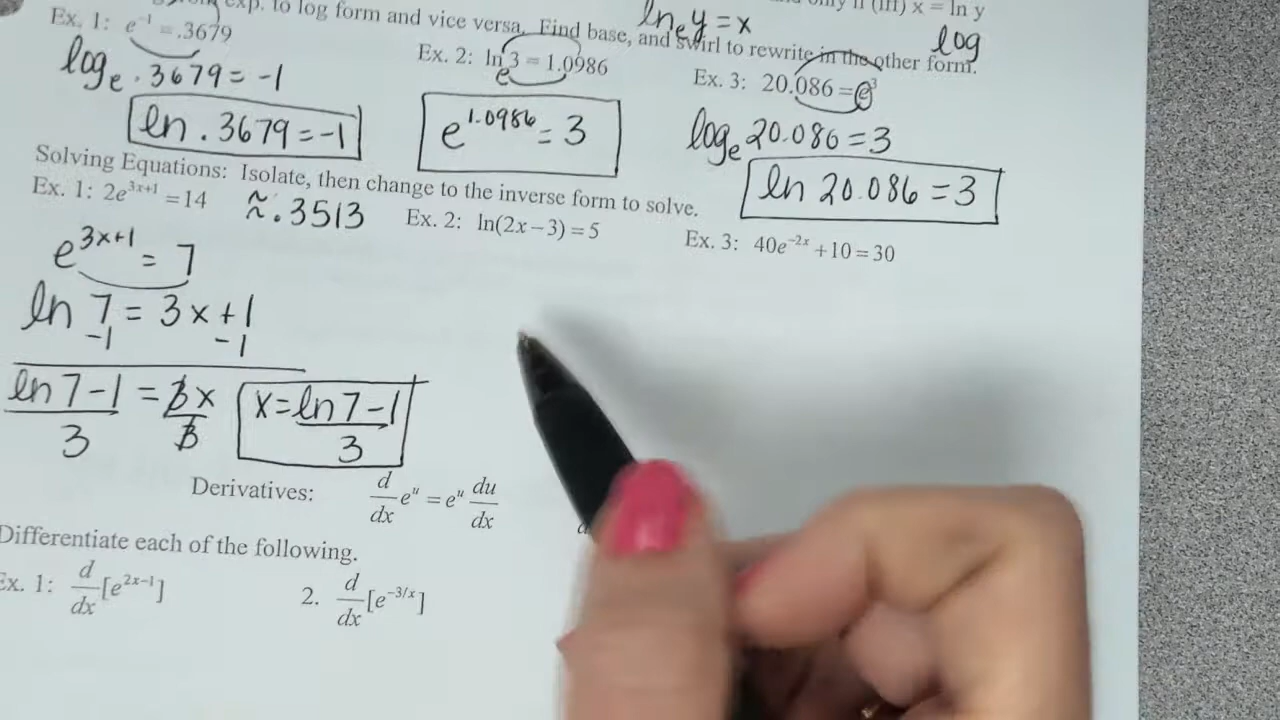 exp. to log form and vice versa. Find base, and swirl to rewrite in the other form.
only if (iff) x = ln y
ln_e y = x
log
Ex. 1: e^{-1} = .3679
log_e .3679 = -1
ln .3679 = -1
Ex. 2: ln 3 = 1.0986
e
e^{1.0986} = 3
Ex. 3: 20.086 = e^3
log_e 20.086 = 3
ln 20.086 = 3
Solving Equations: Isolate, then change to the inverse form to solve.
Ex. 1: 2e^{3x+1} = 14
≈ .3513
e^{3x+1} = 7
ln 7 = 3x + 1
-1 -1
ln 7 - 1 = 3x
3 3
x = ln 7 - 1
3
Ex. 2: ln(2x - 3) = 5
Ex. 3: 40e^{-2x} + 10 = 30
Derivatives: d/dx e^u = e^u du/dx
Differentiate each of the following.
Ex. 1: d/dx [e^{2x-1}]
2. d/dx [e^{-3/x}]